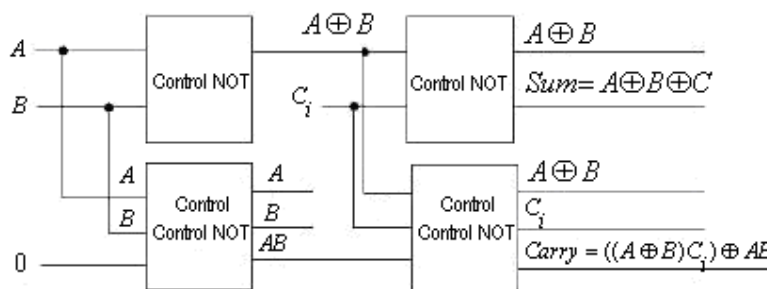 A ⊕ B
A ⊕ B
A
Control NOT
Control NOT
Sum= A⊕B⊕C
B
C_i
A
A
A ⊕ B
B
Control
Control NOT
B
Control
Control NOT
C_i
AB
0
Carry = ((A ⊕ B)C_i) ⊕ AB